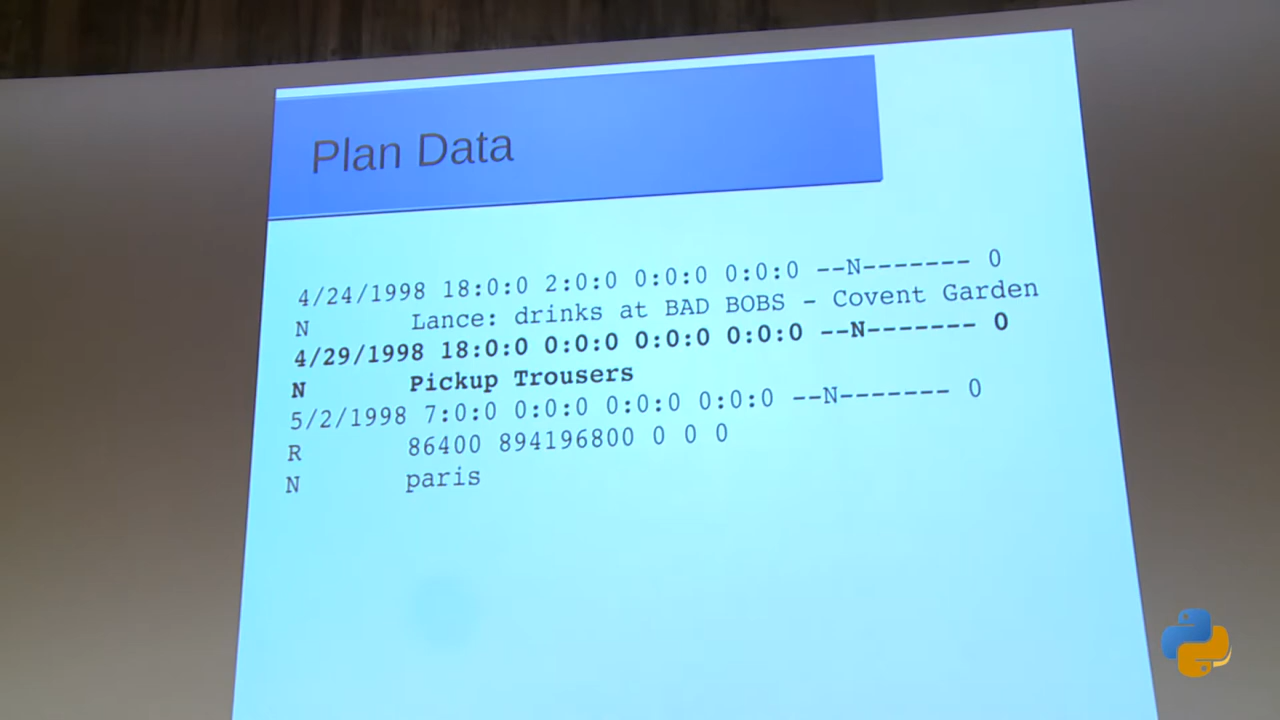 Plan Data
4/24/1998 18:0:0 2:0:0 0:0:0 0:0:0 --N------- 0
N Lance: drinks at BAD BOBS - Covent Garden
4/29/1998 18:0:0 0:0:0 0:0:0 0:0:0 --N------- 0
N Pickup Trousers
5/2/1998 7:0:0 0:0:0 0:0:0 0:0:0 --N------- 0
R 86400 894196800 0 0 0
N paris